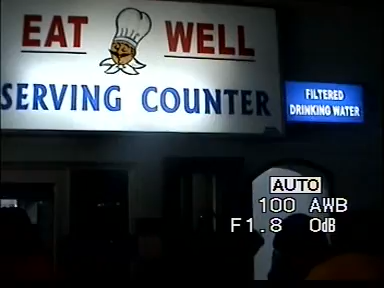 EAT WELL
SERVING COUNTER
FILTERED
DRINKING WATER
AUTO
100 AWB
F1.8 0dB